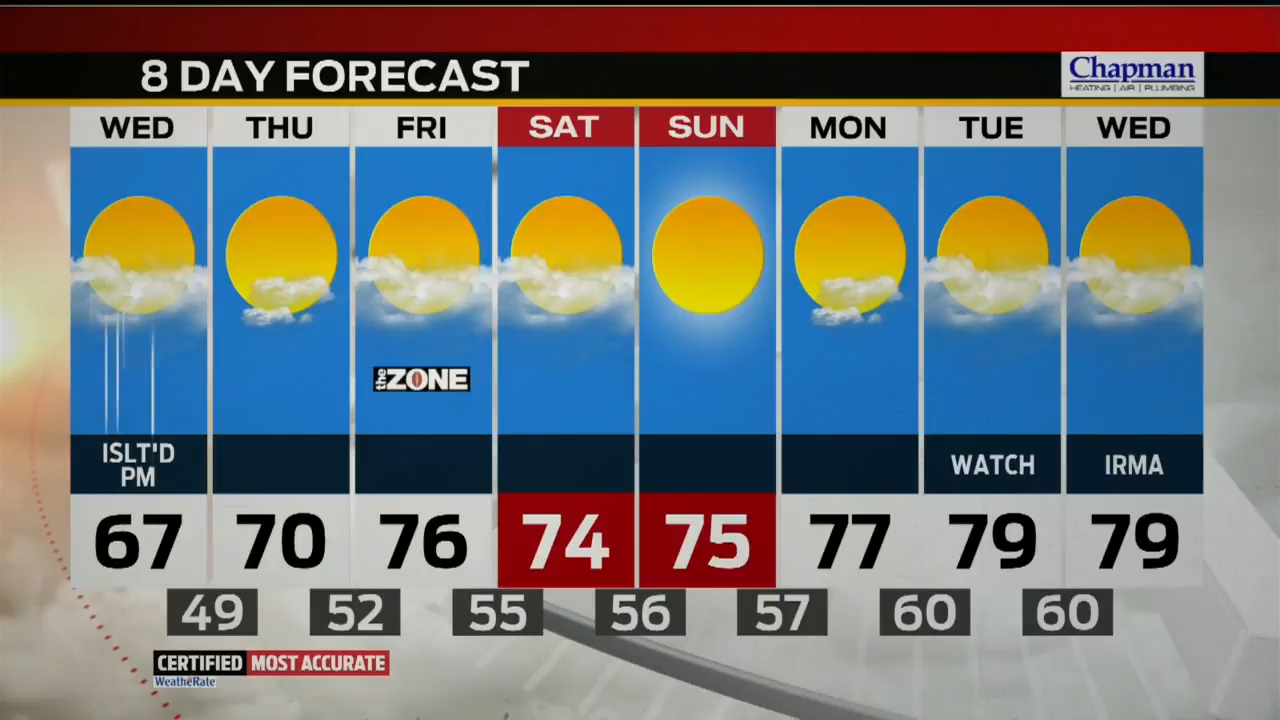 8 DAY FORECAST
Chapman
HEATING | AIR | PLUMBING
WED THU FRI SAT SUN MON TUE WED
the ZONE
ISLT'D
PM
WATCH IRMA
67 70 76 74 75 77 79 79
49 52 55 56 57 60 60
CERTIFIED MOST ACCURATE
WeatheRate